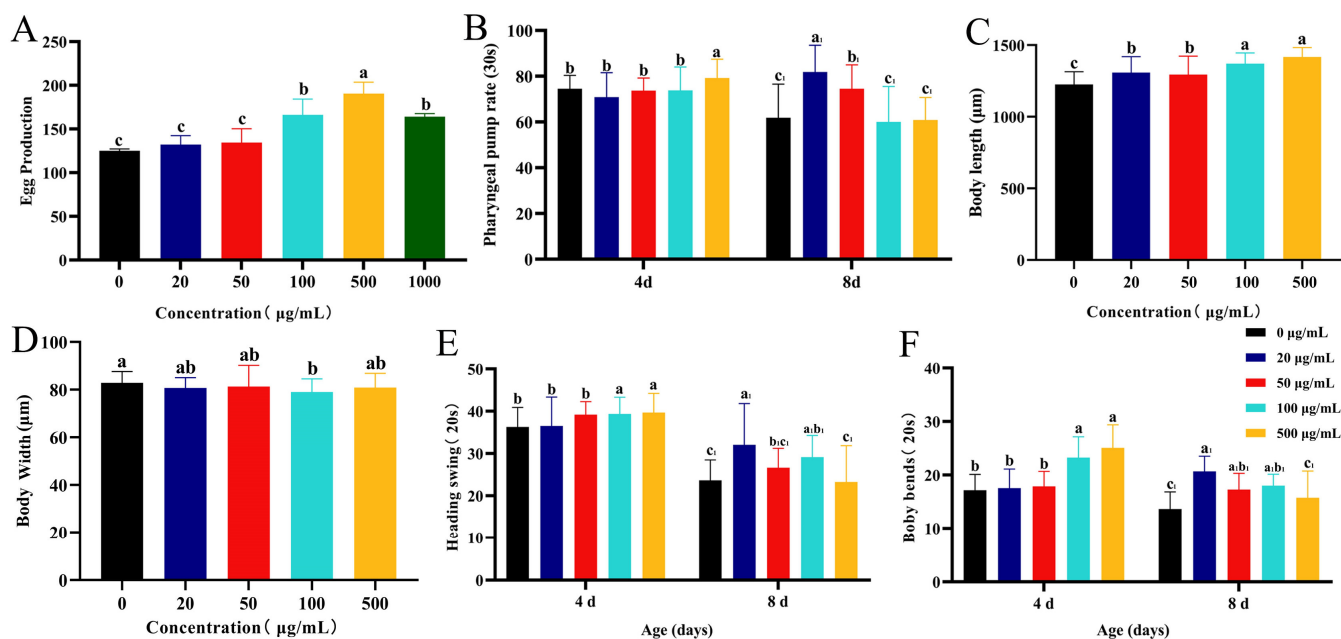 A
Egg Production
250
200
150
100
50
0
c
c
c
b
a
b
0 20 50 100 500 1000
Concentration( μg/mL)
B
Pharyngeal pump rate (30s)
100
80
60
40
20
0
b b b b a
c₁ a₁ b₁ c₁ c₁
4d 8d
C
Body length (μm)
1500
1000
500
0
c b b a a
0 20 50 100 500
Concentration( μg/mL)
D
Body Width (μm)
100
80
60
40
20
0
a ab ab b ab
0 20 50 100 500
Concentration( μg/mL)
E
Heading swing( 20s)
50
40
30
20
10
0
b b b a a
c₁ a₁ b₁c₁ a₁b₁ c₁
4 d 8 d
Age (days)
F
Boby bends( 20s)
40
30
20
10
0
b b b a a
c₁ a₁ a₁b₁ a₁b₁ c₁
4 d 8 d
Age (days)
0 μg/mL
20 μg/mL
50 μg/mL
100 μg/mL
500 μg/mL